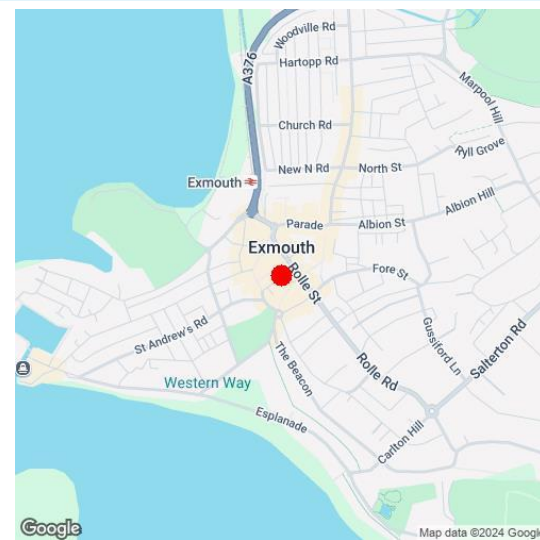 Woodville Rd
A376
Hartopp Rd
Marpool Hill
Church Rd
Ryll Grove
New N Rd
North St
Exmouth
Albion Hill
Parade
Albion St
Exmouth
Rolle St
Fore St
Gussiford Ln
Salterton Rd
St Andrew's Rd
The Beacon
Rolle Rd
Western Way
Esplanade
Carlton Hill
Google
Map data ©2024 Google